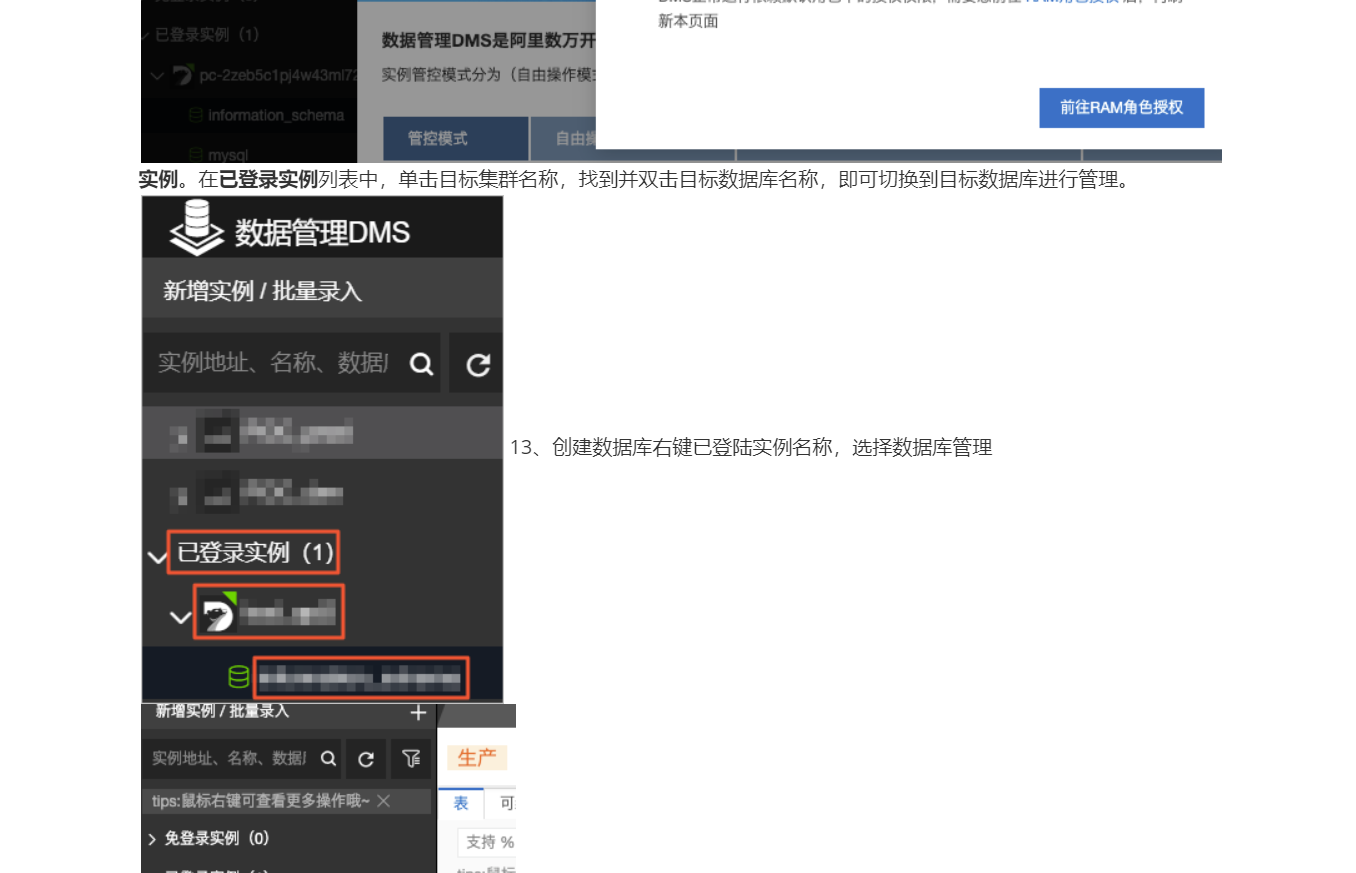 已登录实例（1）
pc-2zeb5c1pj4w43ml72
information_schema
mysql
数据管理DMS是阿里数万开
实例管控模式分为（自由操作模
管控模式
自由操
新本页面
前往RAM角色授权
实例。在已登录实例列表中，单击目标集群名称，找到并双击目标数据库名称，即可切换到目标数据库进行管理。
数据管理DMS
新增实例 / 批量录入
实例地址、名称、数据
已登录实例（1）
13、创建数据库右键已登陆实例名称，选择数据库管理
新增实例 / 批量录入
实例地址、名称、数据
tips:鼠标右键可查看更多操作哦~
免登录实例（0）
生产
表
可
支持 %